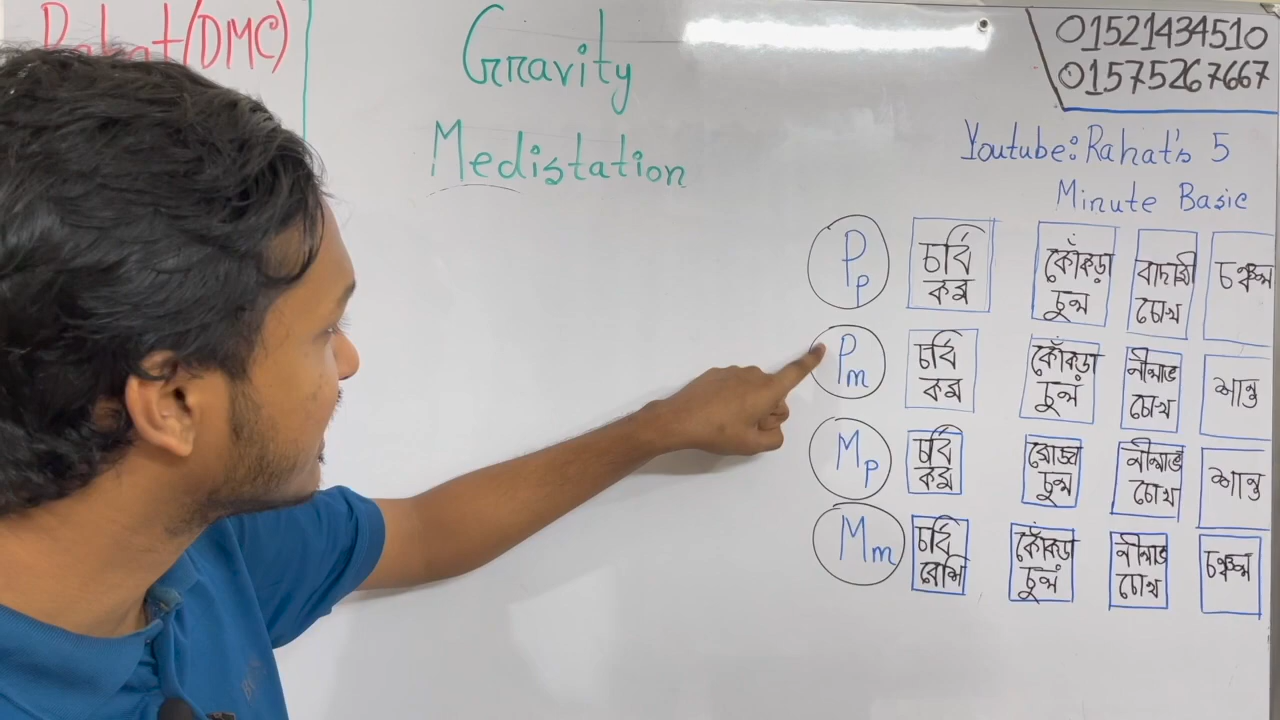 Rahat(DMC)
Gravity
Medistation
01521434510
01575267667
Youtube: Rahat's 5
Minute Basic
Pp
চর্বি
কম
কোঁকড়া
চুল
বাদামী
চোখ
চঞ্চল
Pm
চর্বি
কম
কোঁকড়া
চুল
নীলাভ
চোখ
শান্ত
Mp
চর্বি
কম
সোজা
চুল
নীলাভ
চোখ
শান্ত
Mm
চর্বি
বেশি
কোঁকড়া
চুল
নীলাভ
চোখ
চঞ্চল